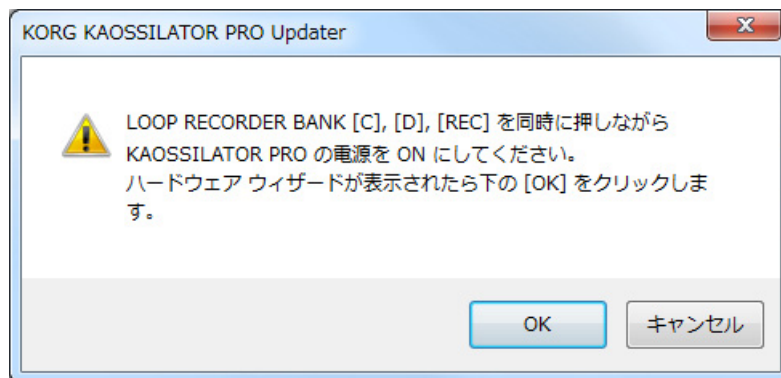 KORG KAOSSILATOR PRO Updater
LOOP RECORDER BANK [C], [D], [REC] を同時に押しながら
KAOSSILATOR PRO の電源を ON にしてください。
ハードウェア ウィザードが表示されたら下の [OK] をクリックしま
す。
OK
キャンセル